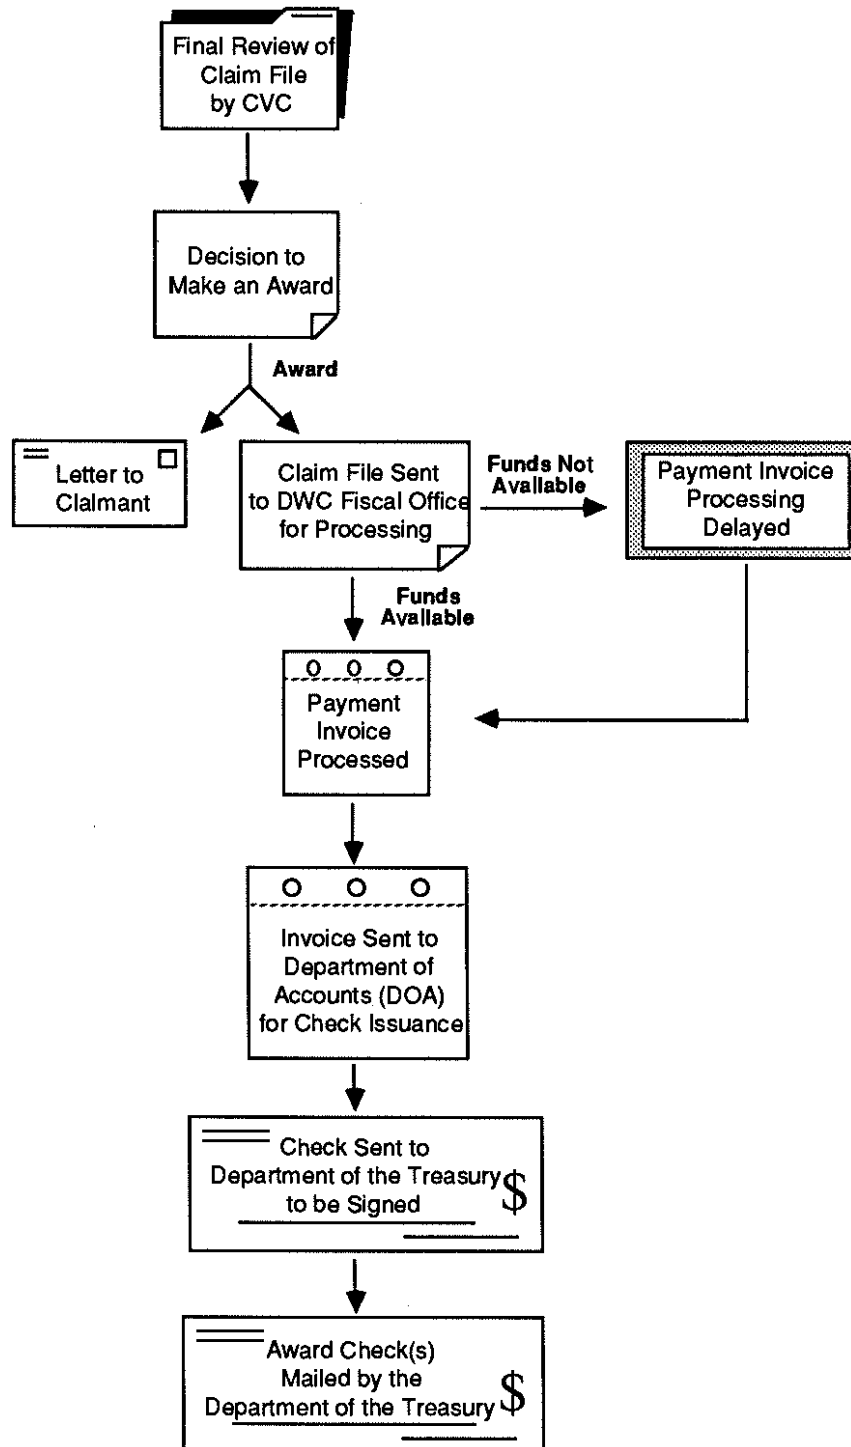 Final Review of
Claim File
by CVC
Decision to
Make an Award
Award
Letter to
Claimant
Claim File Sent
to DWC Fiscal Office
for Processing
Funds Not
Available
Payment Invoice
Processing
Delayed
Funds
Available
Payment
Invoice
Processed
Invoice Sent to
Department of
Accounts (DOA)
for Check Issuance
Check Sent to
Department of the Treasury
to be Signed
$
Award Check(s)
Mailed by the
Department of the Treasury
$